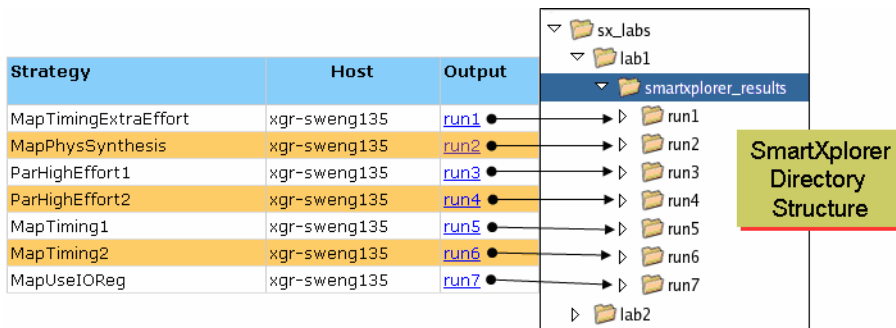 Strategy Host Output
MapTimingExtraEffort xgr-sweng135 run1
MapPhysSynthesis xgr-sweng135 run2
ParHighEffort1 xgr-sweng135 run3
ParHighEffort2 xgr-sweng135 run4
MapTiming1 xgr-sweng135 run5
MapTiming2 xgr-sweng135 run6
MapUseIOReg xgr-sweng135 run7
sx_labs
lab1
smartxplorer_results
run1
run2
run3
run4
run5
run6
run7
lab2
SmartXplorer
Directory
Structure